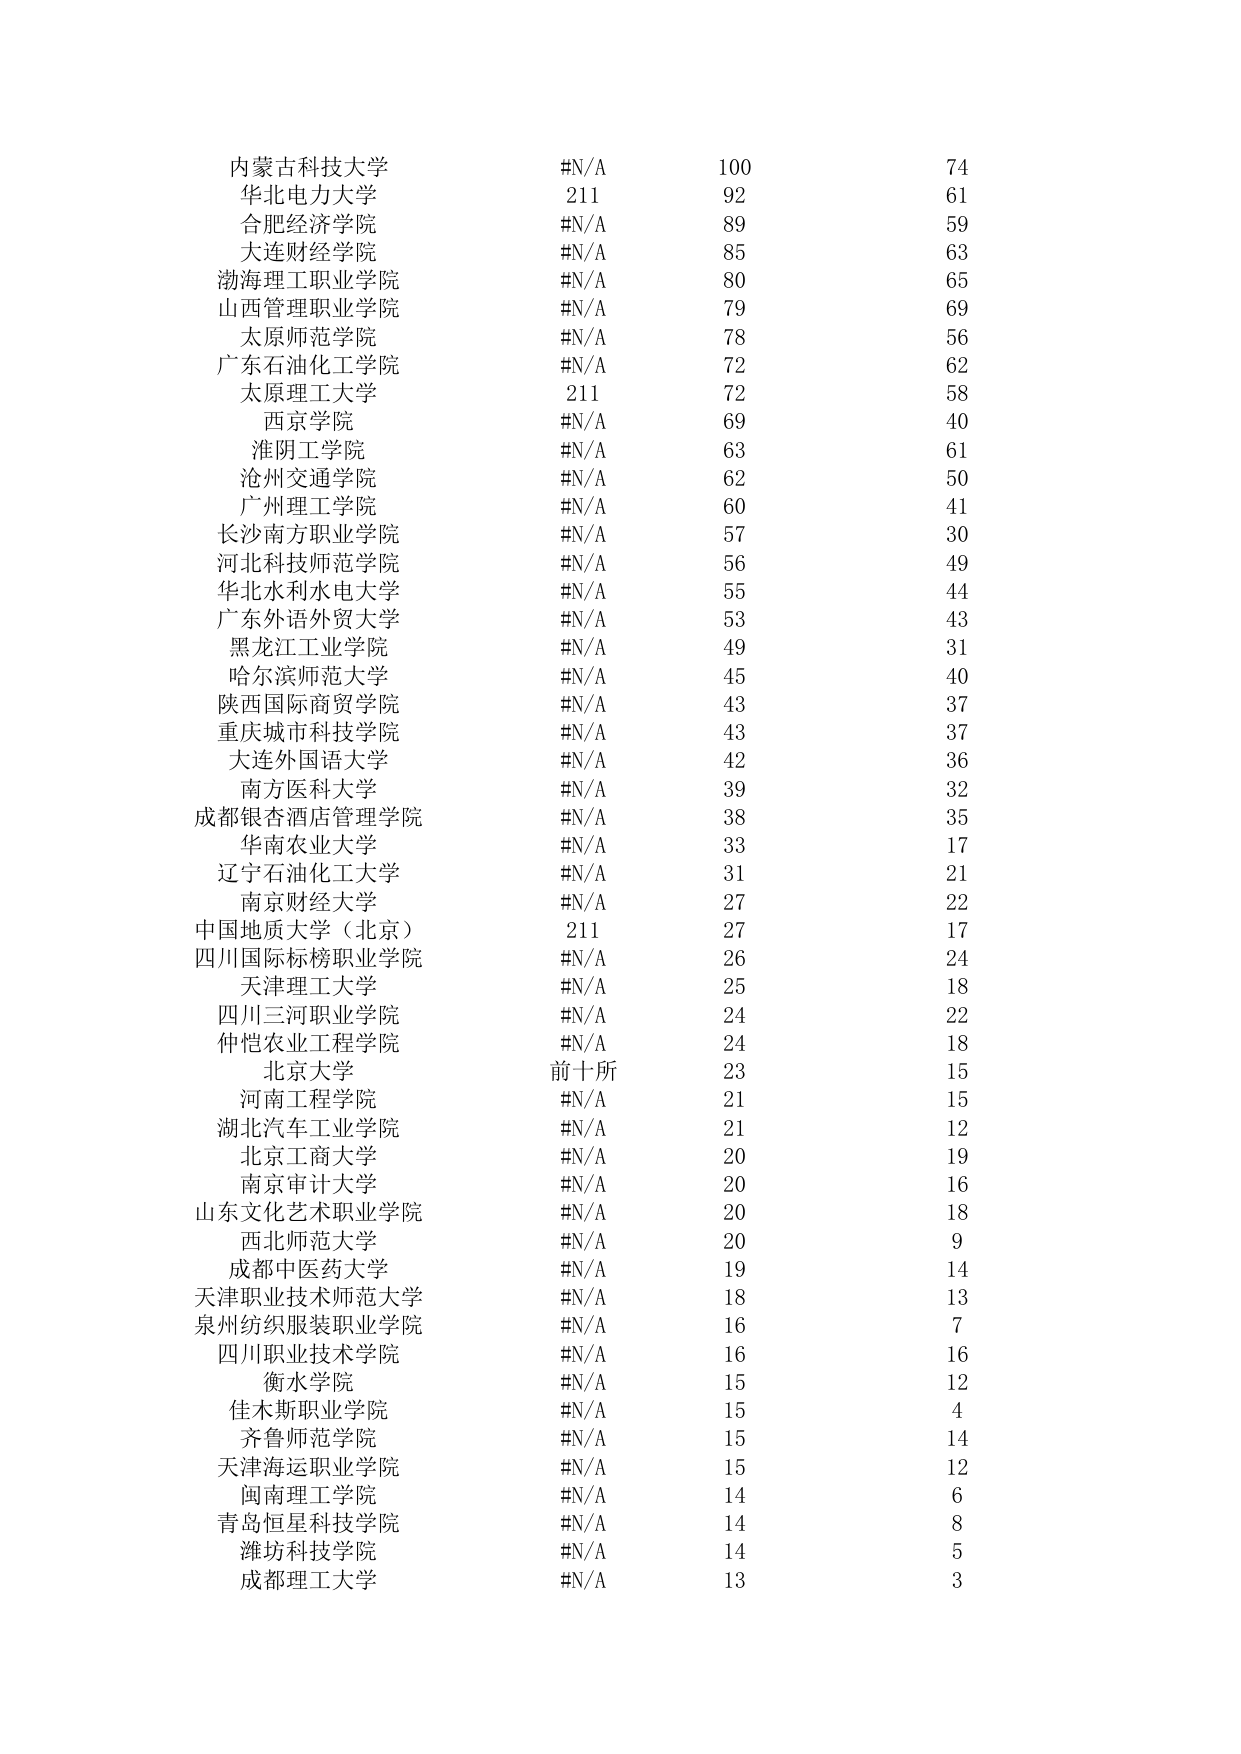 内蒙古科技大学 #N/A 100 74
华北电力大学 211 92 61
合肥经济学院 #N/A 89 59
大连财经学院 #N/A 85 63
渤海理工职业学院 #N/A 80 65
山西管理职业学院 #N/A 79 69
太原师范学院 #N/A 78 56
广东石油化工学院 #N/A 72 62
太原理工大学 211 72 58
西京学院 #N/A 69 40
淮阴工学院 #N/A 63 61
沧州交通学院 #N/A 62 50
广州理工学院 #N/A 60 41
长沙南方职业学院 #N/A 57 30
河北科技师范学院 #N/A 56 49
华北水利水电大学 #N/A 55 44
广东外语外贸大学 #N/A 53 43
黑龙江工业学院 #N/A 49 31
哈尔滨师范大学 #N/A 45 40
陕西国际商贸学院 #N/A 43 37
重庆城市科技学院 #N/A 43 37
大连外国语大学 #N/A 42 36
南方医科大学 #N/A 39 32
成都银杏酒店管理学院 #N/A 38 35
华南农业大学 #N/A 33 17
辽宁石油化工大学 #N/A 31 21
南京财经大学 #N/A 27 22
中国地质大学（北京） 211 27 17
四川国际标榜职业学院 #N/A 26 24
天津理工大学 #N/A 25 18
四川三河职业学院 #N/A 24 22
仲恺农业工程学院 #N/A 24 18
北京大学 前十所 23 15
河南工程学院 #N/A 21 15
湖北汽车工业学院 #N/A 21 12
北京工商大学 #N/A 20 19
南京审计大学 #N/A 20 16
山东文化艺术职业学院 #N/A 20 18
西北师范大学 #N/A 20 9
成都中医药大学 #N/A 19 14
天津职业技术师范大学 #N/A 18 13
泉州纺织服装职业学院 #N/A 16 7
四川职业技术学院 #N/A 16 16
衡水学院 #N/A 15 12
佳木斯职业学院 #N/A 15 4
齐鲁师范学院 #N/A 15 14
天津海运职业学院 #N/A 15 12
闽南理工学院 #N/A 14 6
青岛恒星科技学院 #N/A 14 8
潍坊科技学院 #N/A 14 5
成都理工大学 #N/A 13 3